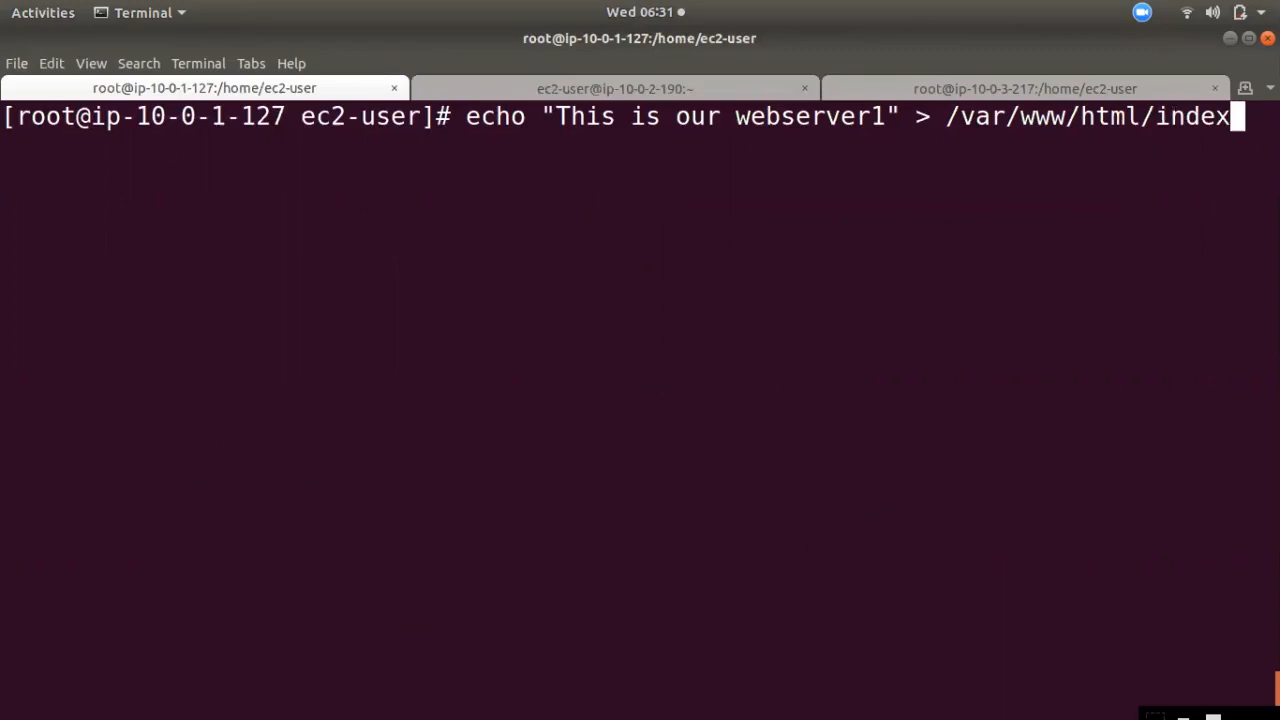 Activities Terminal Wed 06:31
root@ip-10-0-1-127:/home/ec2-user
File Edit View Search Terminal Tabs Help
root@ip-10-0-1-127:/home/ec2-user × ec2-user@ip-10-0-2-190:~ × root@ip-10-0-3-217:/home/ec2-user ×
[root@ip-10-0-1-127 ec2-user]# echo "This is our webserver1" > /var/www/html/index